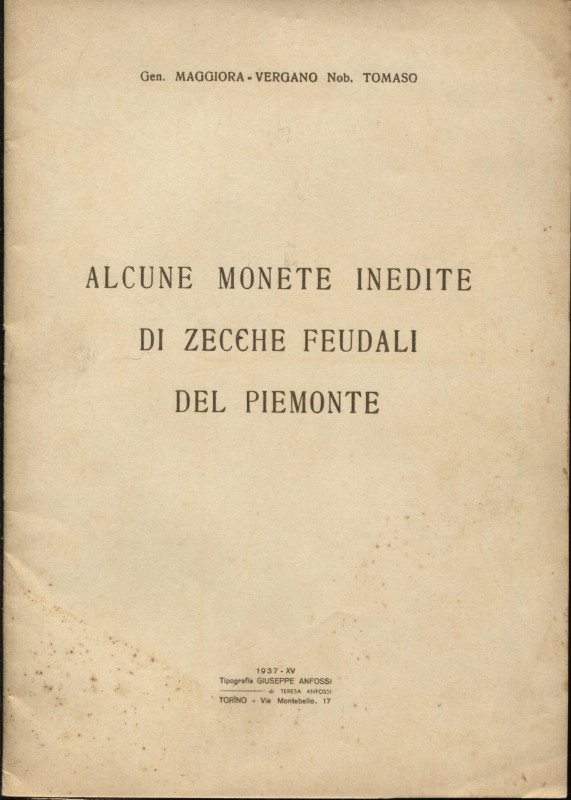 Gen. MAGGIORA - VERGANO Nob. TOMASO
ALCUNE MONETE INEDITE
DI ZECCHE FEUDALI
DEL PIEMONTE
1937 - XV
Tipografia GIUSEPPE ANFOSSI
di TERESA ANFOSSI
TORINO - Via Montebello, 17